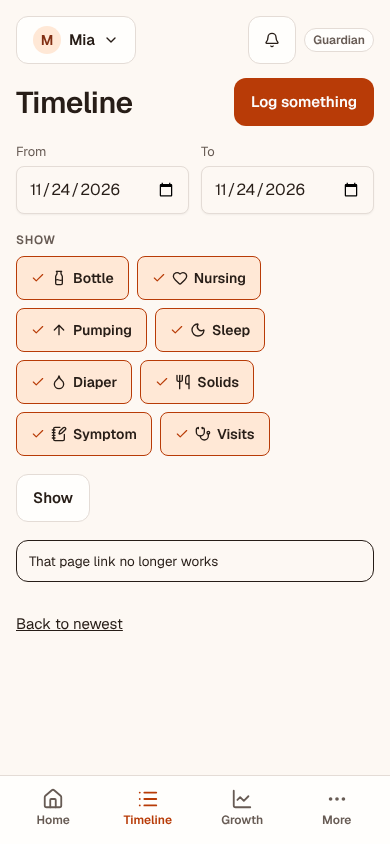 M Mia
Guardian
Timeline
Log something
From
To
11/24/2026
11/24/2026
SHOW
Bottle
Nursing
Pumping
Sleep
Diaper
Solids
Symptom
Visits
Show
That page link no longer works
Back to newest
Home
Timeline
Growth
More